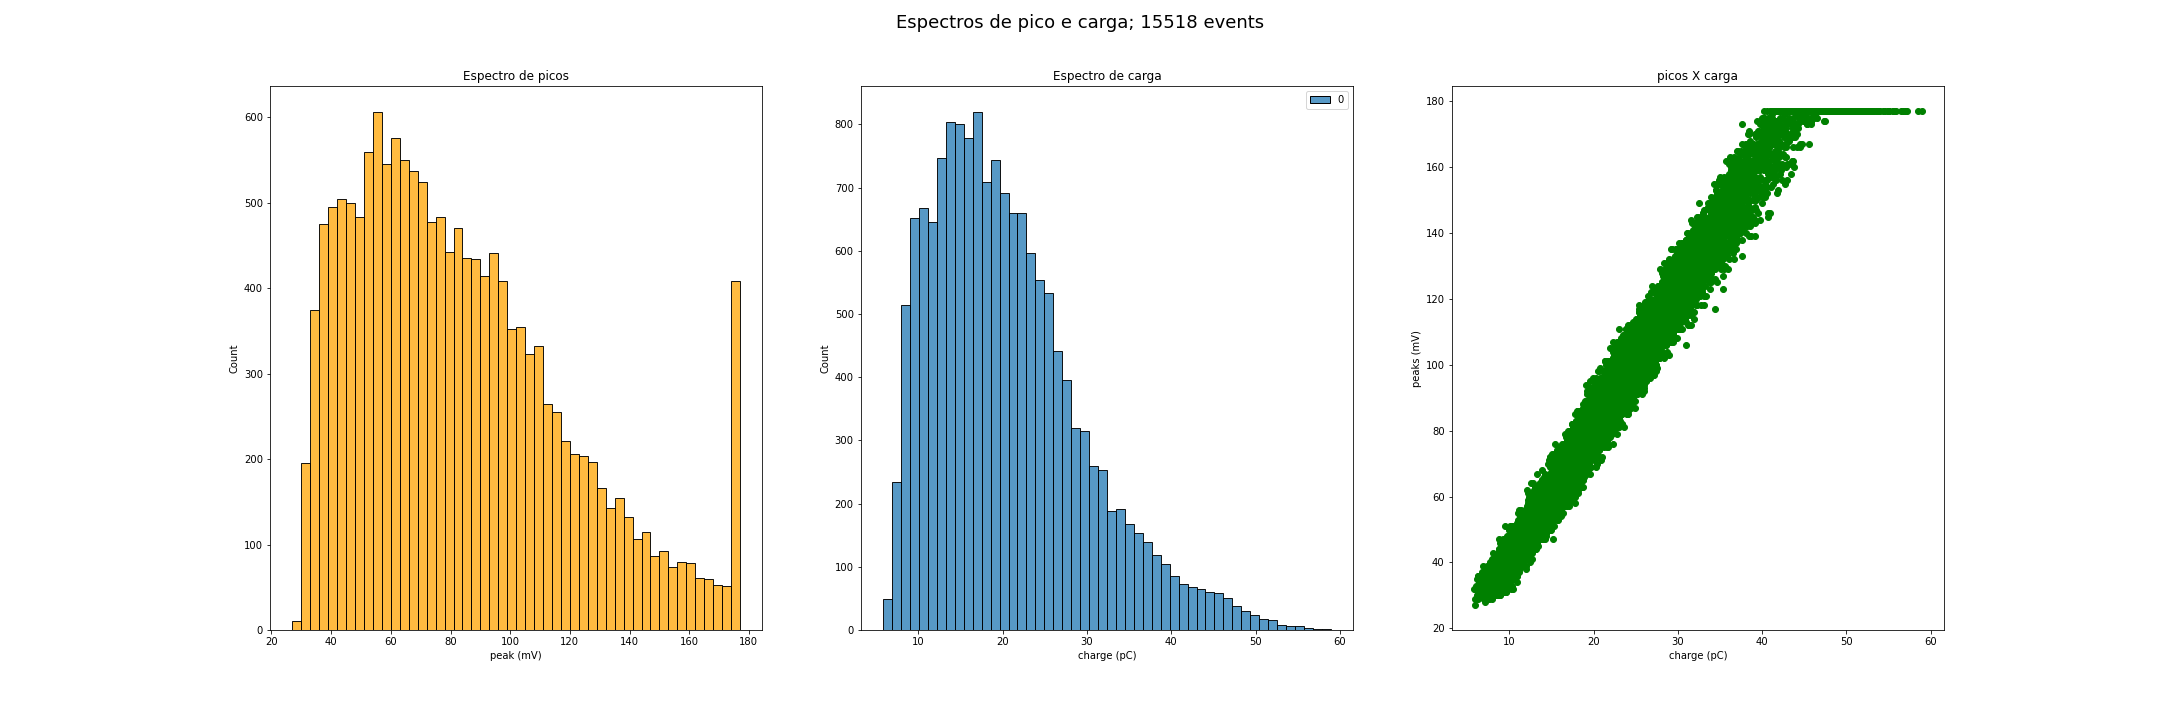 Espectros de pico e carga; 15518 events
Espectro de picos
600
500
400
300
200
100
0
Count
20 40 60 80 100 120 140 160 180
peak (mV)
Espectro de carga
0
800
700
600
500
400
300
200
100
0
Count
10 20 30 40 50 60
charge (pC)
picos X carga
180
160
140
120
100
80
60
40
20
peaks (mV)
10 20 30 40 50 60
charge (pC)